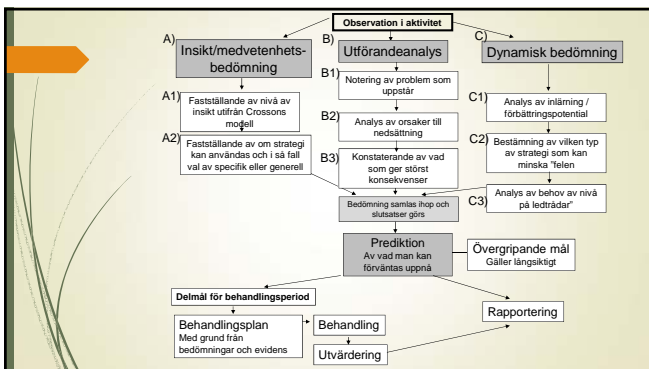 Observation i aktivitet
A)
Insikt/medvetenhets-
bedömning
A1)
Fastställande av nivå av
insikt utifrån Crossons
modell
A2)
Fastställande av om strategi
kan användas och i så fall
val av specifik eller generell
B)
Utförandeanalys
B1)
Notering av problem som
uppstår
B2)
Analys av orsaker till
nedsättning
B3)
Konstaterande av vad
som ger störst
konsekvenser
C)
Dynamisk bedömning
C1)
Analys av inlärning /
förbättringspotential
C2)
Bestämning av vilken typ
av strategi som kan
minska "felen
C3)
Analys av behov av nivå
på ledtrådar"
Bedömning samlas ihop och
slutsatser görs
Prediktion
Av vad man kan
förväntas uppnå
Övergripande mål
Gäller långsiktigt
Delmål för behandlingsperiod
Behandlingsplan
Med grund från
bedömningar och evidens
Behandling
Utvärdering
Rapportering